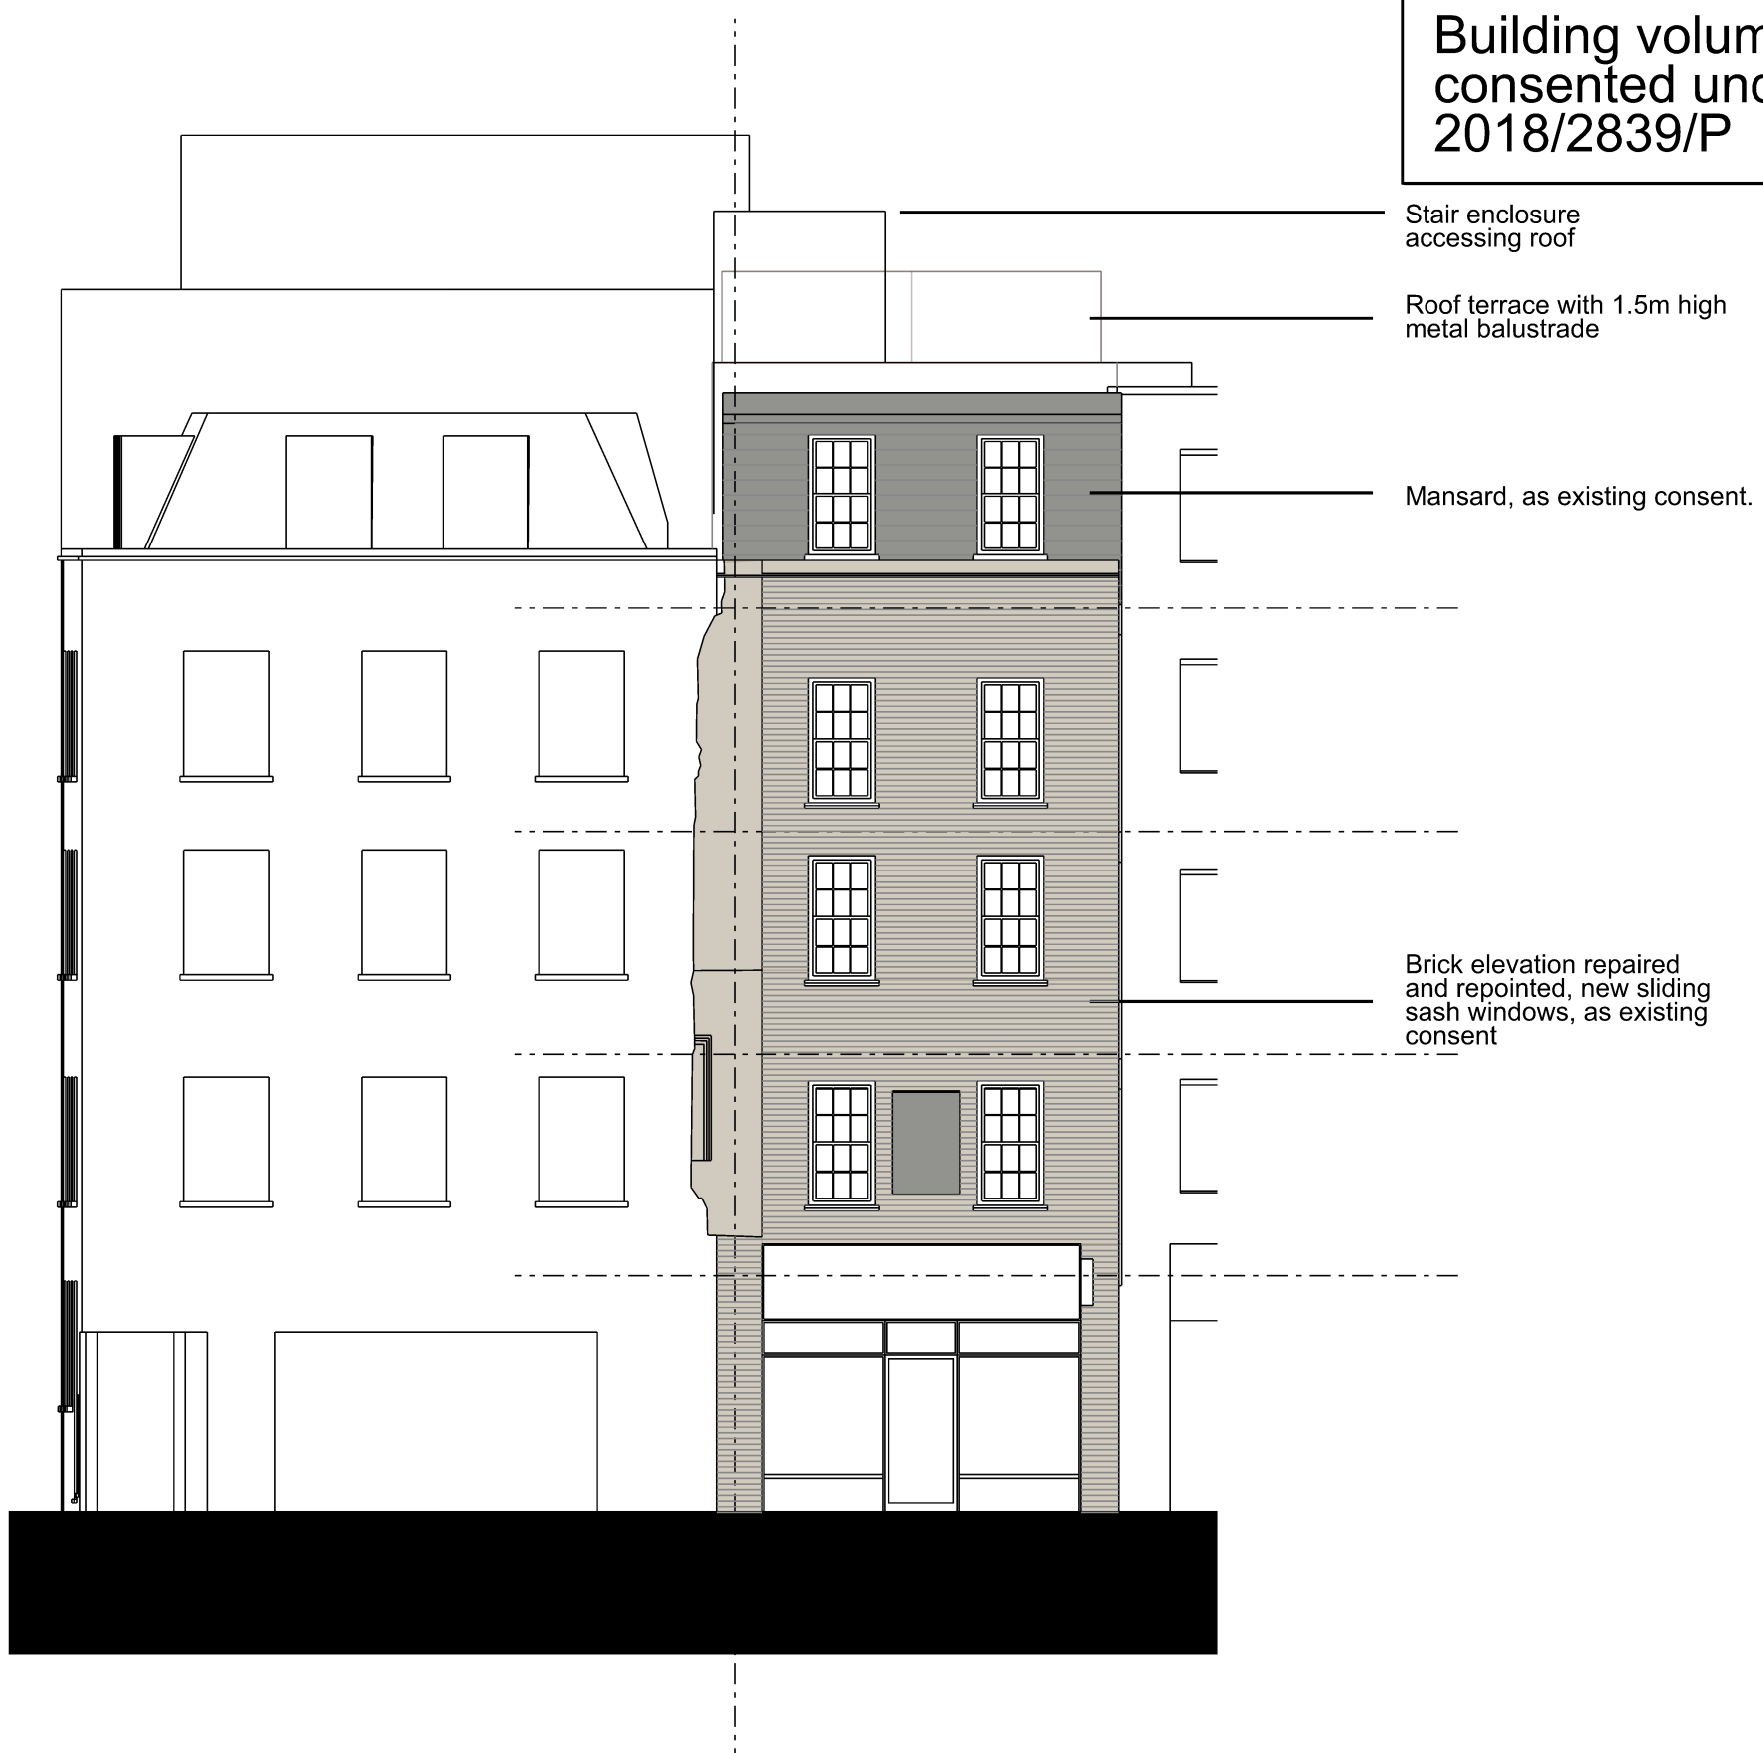 Building volum
consented und
2018/2839/P
Stair enclosure
accessing roof
Roof terrace with 1.5m high
metal balustrade
Mansard, as existing consent.
Brick elevation repaired
and repointed, new sliding
sash windows, as existing
consent